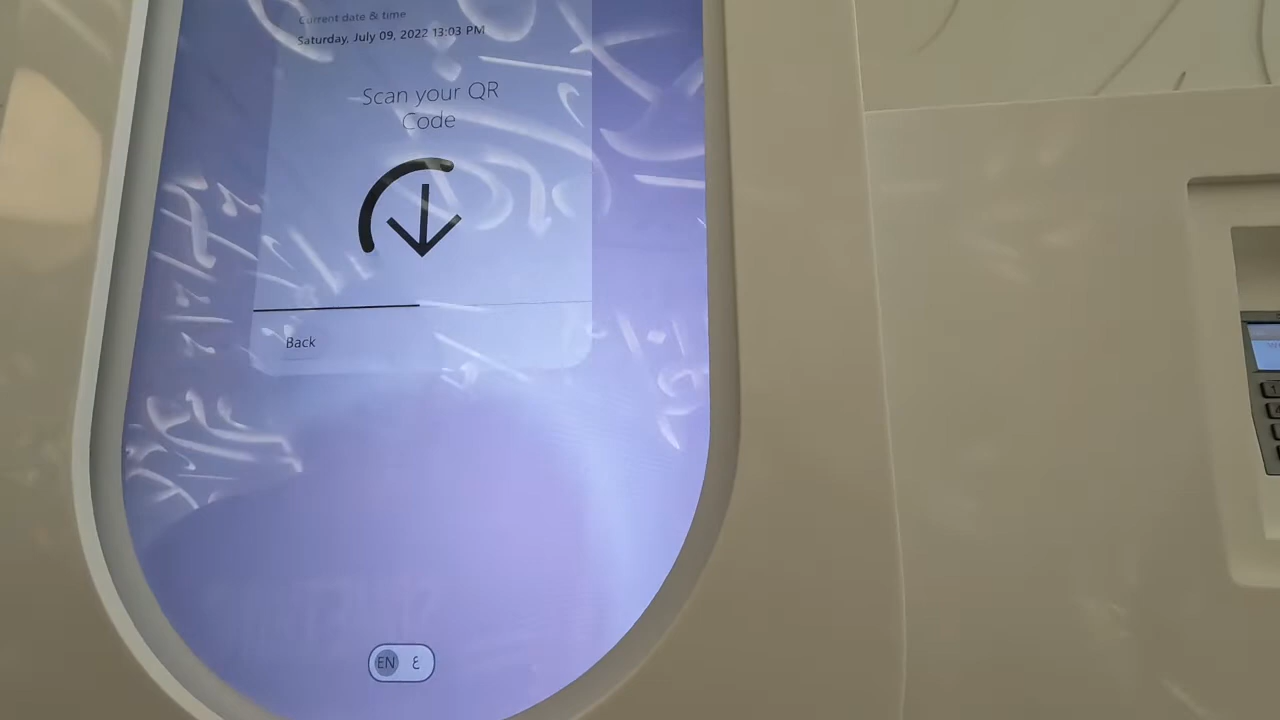 Current date & time
Saturday, July 09, 2022 13:03 PM
Scan your QR
Code
Back
EN ع